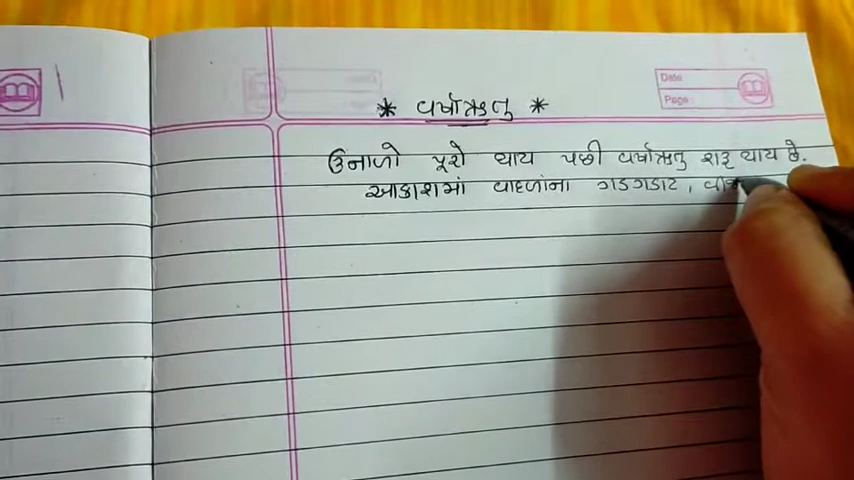 Date
Page
* વર્ષાઋતુ *
ઉનાળો પૂરો થાય પછી વર્ષાઋતુ શરૂ થાય છે.
આકાશમાં વાદળોના ગડગડાટ, વીજ